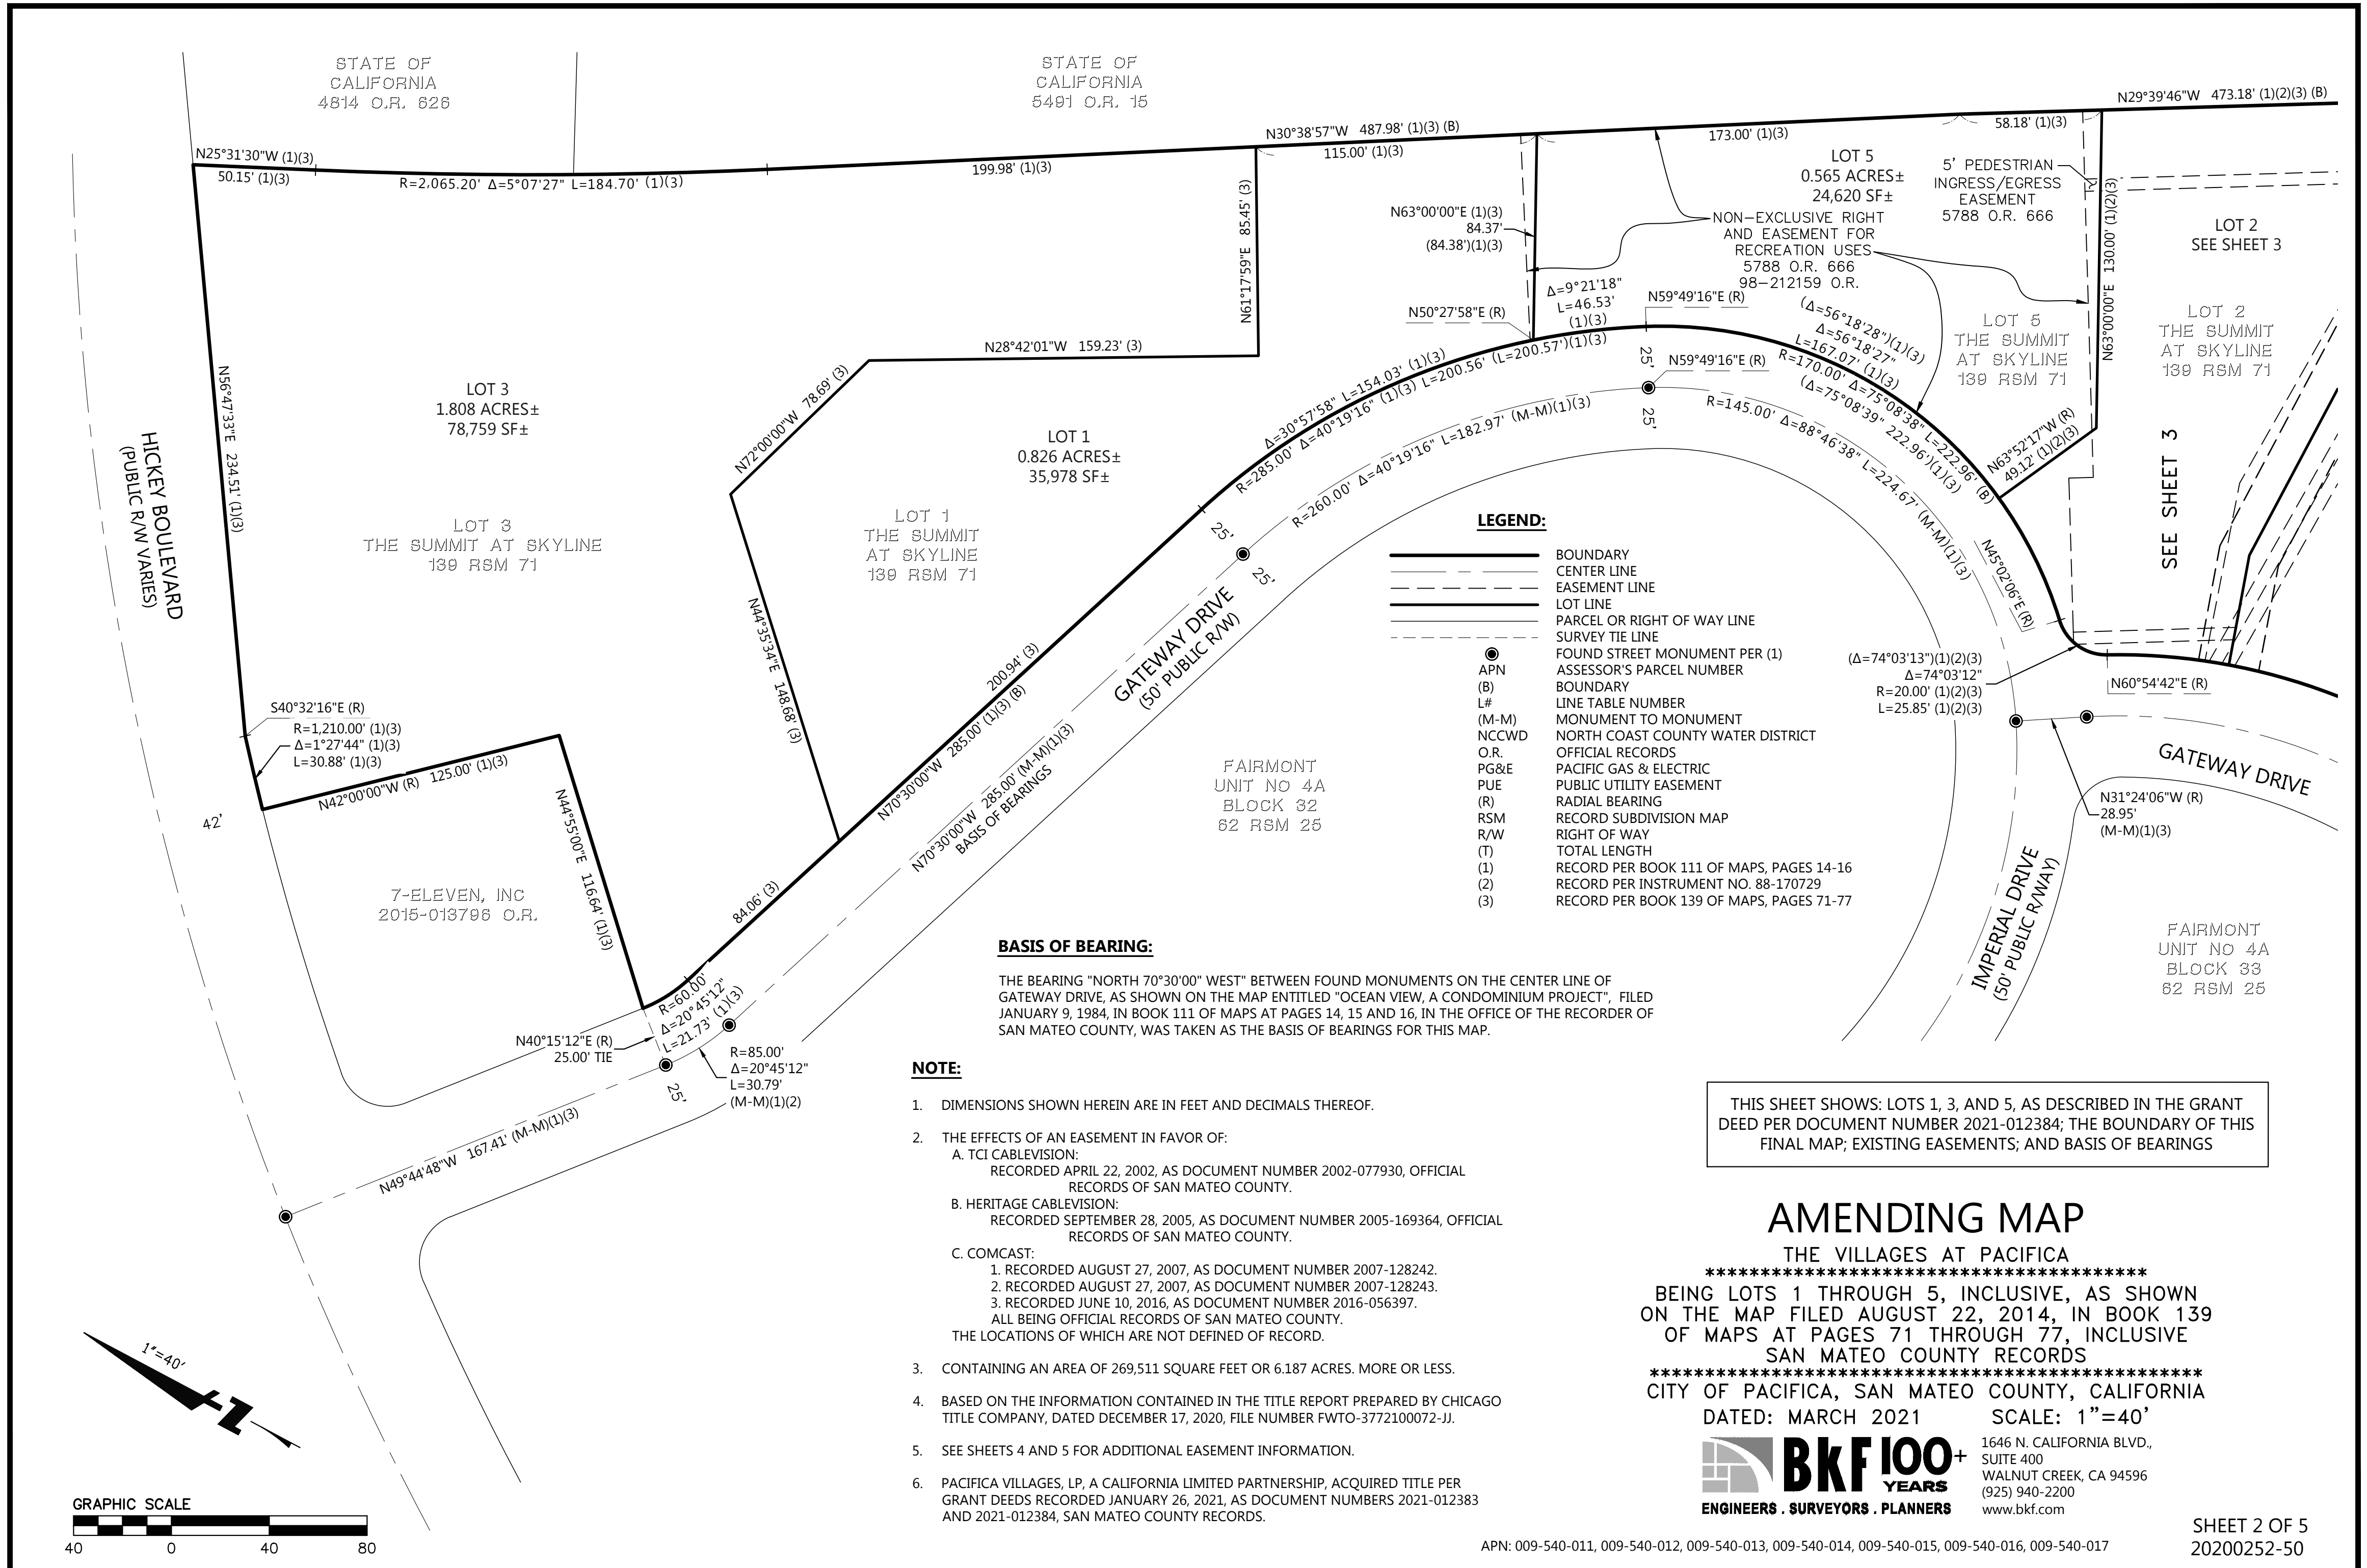 STATE OF
CALIFORNIA
4814 O.R. 626
STATE OF
CALIFORNIA
5491 O.R. 15
N29°39'46"W 473.18' (1)(2)(3) (B)
N25°31'30"W (1)(3)
50.15' (1)(3)
R=2,065.20' Δ=5°07'27" L=184.70' (1)(3)
199.98' (1)(3)
N30°38'57"W 487.98' (1)(3) (B)
115.00' (1)(3)
173.00' (1)(3)
58.18' (1)(3)
LOT 5
0.565 ACRES±
24,620 SF±
5' PEDESTRIAN
INGRESS/EGRESS
EASEMENT
5788 O.R. 666
N63°00'00"E 130.00' (1)(2)(3)
LOT 2
SEE SHEET 3
N61°17'59"E 85.45' (3)
N63°00'00"E (1)(3)
84.37'
(84.38')(1)(3)
NON-EXCLUSIVE RIGHT
AND EASEMENT FOR
RECREATION USES
5788 O.R. 666
98-212159 O.R.
Δ=9°21'18"
L=46.53'
(1)(3)
N50°27'58"E (R)
N59°49'16"E (R)
(Δ=56°18'28")(1)(3)
Δ=56°18'27"
L=167.07' (1)(3)
R=170.00' Δ=75°08'38" L=222.96' (B)
(Δ=75°08'39" 222.96')(1)(3)
LOT 5
THE SUMMIT
AT SKYLINE
139 RSM 71
LOT 2
THE SUMMIT
AT SKYLINE
139 RSM 71
N28°42'01"W 159.23' (3)
N72°00'00"W 78.69' (3)
Δ=30°57'58" L=154.03' (1)(3)
R=285.00' Δ=40°19'16" (1)(3) L=200.56' (L=200.57')(1)(3)
R=260.00' Δ=40°19'16" L=182.97' (M-M)(1)(3)
25'
N59°49'16"E (R)
25'
R=145.00' Δ=88°46'38" L=224.67' (M-M)(1)(3)
N63°52'17"W (R)
49.12' (1)(2)(3)
SEE SHEET 3
N56°47'33"E 234.51' (1)(3)
LOT 3
1.808 ACRES±
78,759 SF±
LOT 1
0.826 ACRES±
35,978 SF±
HICKEY BOULEVARD
(PUBLIC R/W VARIES)
LOT 3
THE SUMMIT AT SKYLINE
139 RSM 71
LOT 1
THE SUMMIT
AT SKYLINE
139 RSM 71
25'
25'
N44°35'34"E 148.68' (3)
200.94' (3)
N70°30'00"W 285.00' (1)(3) (B)
N70°30'00"W 285.00' (M-M)(1)(3)
BASIS OF BEARINGS
GATEWAY DRIVE
(50' PUBLIC R/W)
LEGEND:
BOUNDARY
CENTER LINE
EASEMENT LINE
LOT LINE
PARCEL OR RIGHT OF WAY LINE
SURVEY TIE LINE
FOUND STREET MONUMENT PER (1)
APN ASSESSOR'S PARCEL NUMBER
(B) BOUNDARY
L# LINE TABLE NUMBER
(M-M) MONUMENT TO MONUMENT
NCCWD NORTH COAST COUNTY WATER DISTRICT
O.R. OFFICIAL RECORDS
PG&E PACIFIC GAS & ELECTRIC
PUE PUBLIC UTILITY EASEMENT
(R) RADIAL BEARING
RSM RECORD SUBDIVISION MAP
R/W RIGHT OF WAY
(T) TOTAL LENGTH
(1) RECORD PER BOOK 111 OF MAPS, PAGES 14-16
(2) RECORD PER INSTRUMENT NO. 88-170729
(3) RECORD PER BOOK 139 OF MAPS, PAGES 71-77
N45°02'06"E (R)
(Δ=74°03'13")(1)(2)(3)
Δ=74°03'12"
R=20.00' (1)(2)(3)
L=25.85' (1)(2)(3)
N60°54'42"E (R)
GATEWAY DRIVE
N31°24'06"W (R)
28.95'
(M-M)(1)(3)
IMPERIAL DRIVE
(50' PUBLIC R/WAY)
FAIRMONT
UNIT NO 4A
BLOCK 33
62 RSM 25
FAIRMONT
UNIT NO 4A
BLOCK 32
62 RSM 25
S40°32'16"E (R)
R=1,210.00' (1)(3)
Δ=1°27'44" (1)(3)
L=30.88' (1)(3)
N42°00'00"W (R) 125.00' (1)(3)
42'
N44°55'00"E 116.64' (1)(3)
7-ELEVEN, INC
2015-013796 O.R.
84.06' (3)
R=60.00'
Δ=20°45'12"
L=21.73' (1)(3)
N40°15'12"E (R)
25.00' TIE
25'
R=85.00'
Δ=20°45'12"
L=30.79'
(M-M)(1)(2)
N49°44'48"W 167.41' (M-M)(1)(3)
BASIS OF BEARING:
THE BEARING "NORTH 70°30'00" WEST" BETWEEN FOUND MONUMENTS ON THE CENTER LINE OF
GATEWAY DRIVE, AS SHOWN ON THE MAP ENTITLED "OCEAN VIEW, A CONDOMINIUM PROJECT", FILED
JANUARY 9, 1984, IN BOOK 111 OF MAPS AT PAGES 14, 15 AND 16, IN THE OFFICE OF THE RECORDER OF
SAN MATEO COUNTY, WAS TAKEN AS THE BASIS OF BEARINGS FOR THIS MAP.
NOTE:
1. DIMENSIONS SHOWN HEREIN ARE IN FEET AND DECIMALS THEREOF.
2. THE EFFECTS OF AN EASEMENT IN FAVOR OF:
A. TCI CABLEVISION:
RECORDED APRIL 22, 2002, AS DOCUMENT NUMBER 2002-077930, OFFICIAL
RECORDS OF SAN MATEO COUNTY.
B. HERITAGE CABLEVISION:
RECORDED SEPTEMBER 28, 2005, AS DOCUMENT NUMBER 2005-169364, OFFICIAL
RECORDS OF SAN MATEO COUNTY.
C. COMCAST:
1. RECORDED AUGUST 27, 2007, AS DOCUMENT NUMBER 2007-128242.
2. RECORDED AUGUST 27, 2007, AS DOCUMENT NUMBER 2007-128243.
3. RECORDED JUNE 10, 2016, AS DOCUMENT NUMBER 2016-056397.
ALL BEING OFFICIAL RECORDS OF SAN MATEO COUNTY.
THE LOCATIONS OF WHICH ARE NOT DEFINED OF RECORD.
3. CONTAINING AN AREA OF 269,511 SQUARE FEET OR 6.187 ACRES. MORE OR LESS.
4. BASED ON THE INFORMATION CONTAINED IN THE TITLE REPORT PREPARED BY CHICAGO
TITLE COMPANY, DATED DECEMBER 17, 2020, FILE NUMBER FWTO-3772100072-JJ.
5. SEE SHEETS 4 AND 5 FOR ADDITIONAL EASEMENT INFORMATION.
6. PACIFICA VILLAGES, LP, A CALIFORNIA LIMITED PARTNERSHIP, ACQUIRED TITLE PER
GRANT DEEDS RECORDED JANUARY 26, 2021, AS DOCUMENT NUMBERS 2021-012383
AND 2021-012384, SAN MATEO COUNTY RECORDS.
THIS SHEET SHOWS: LOTS 1, 3, AND 5, AS DESCRIBED IN THE GRANT
DEED PER DOCUMENT NUMBER 2021-012384; THE BOUNDARY OF THIS
FINAL MAP; EXISTING EASEMENTS; AND BASIS OF BEARINGS
AMENDING MAP
THE VILLAGES AT PACIFICA
****************************************
BEING LOTS 1 THROUGH 5, INCLUSIVE, AS SHOWN
ON THE MAP FILED AUGUST 22, 2014, IN BOOK 139
OF MAPS AT PAGES 71 THROUGH 77, INCLUSIVE
SAN MATEO COUNTY RECORDS
**************************************************
CITY OF PACIFICA, SAN MATEO COUNTY, CALIFORNIA
DATED: MARCH 2021 SCALE: 1"=40'
BKF 100+
YEARS
ENGINEERS . SURVEYORS . PLANNERS
1646 N. CALIFORNIA BLVD.,
SUITE 400
WALNUT CREEK, CA 94596
(925) 940-2200
www.bkf.com
1"=40'
GRAPHIC SCALE
40 0 40 80
APN: 009-540-011, 009-540-012, 009-540-013, 009-540-014, 009-540-015, 009-540-016, 009-540-017
SHEET 2 OF 5
20200252-50